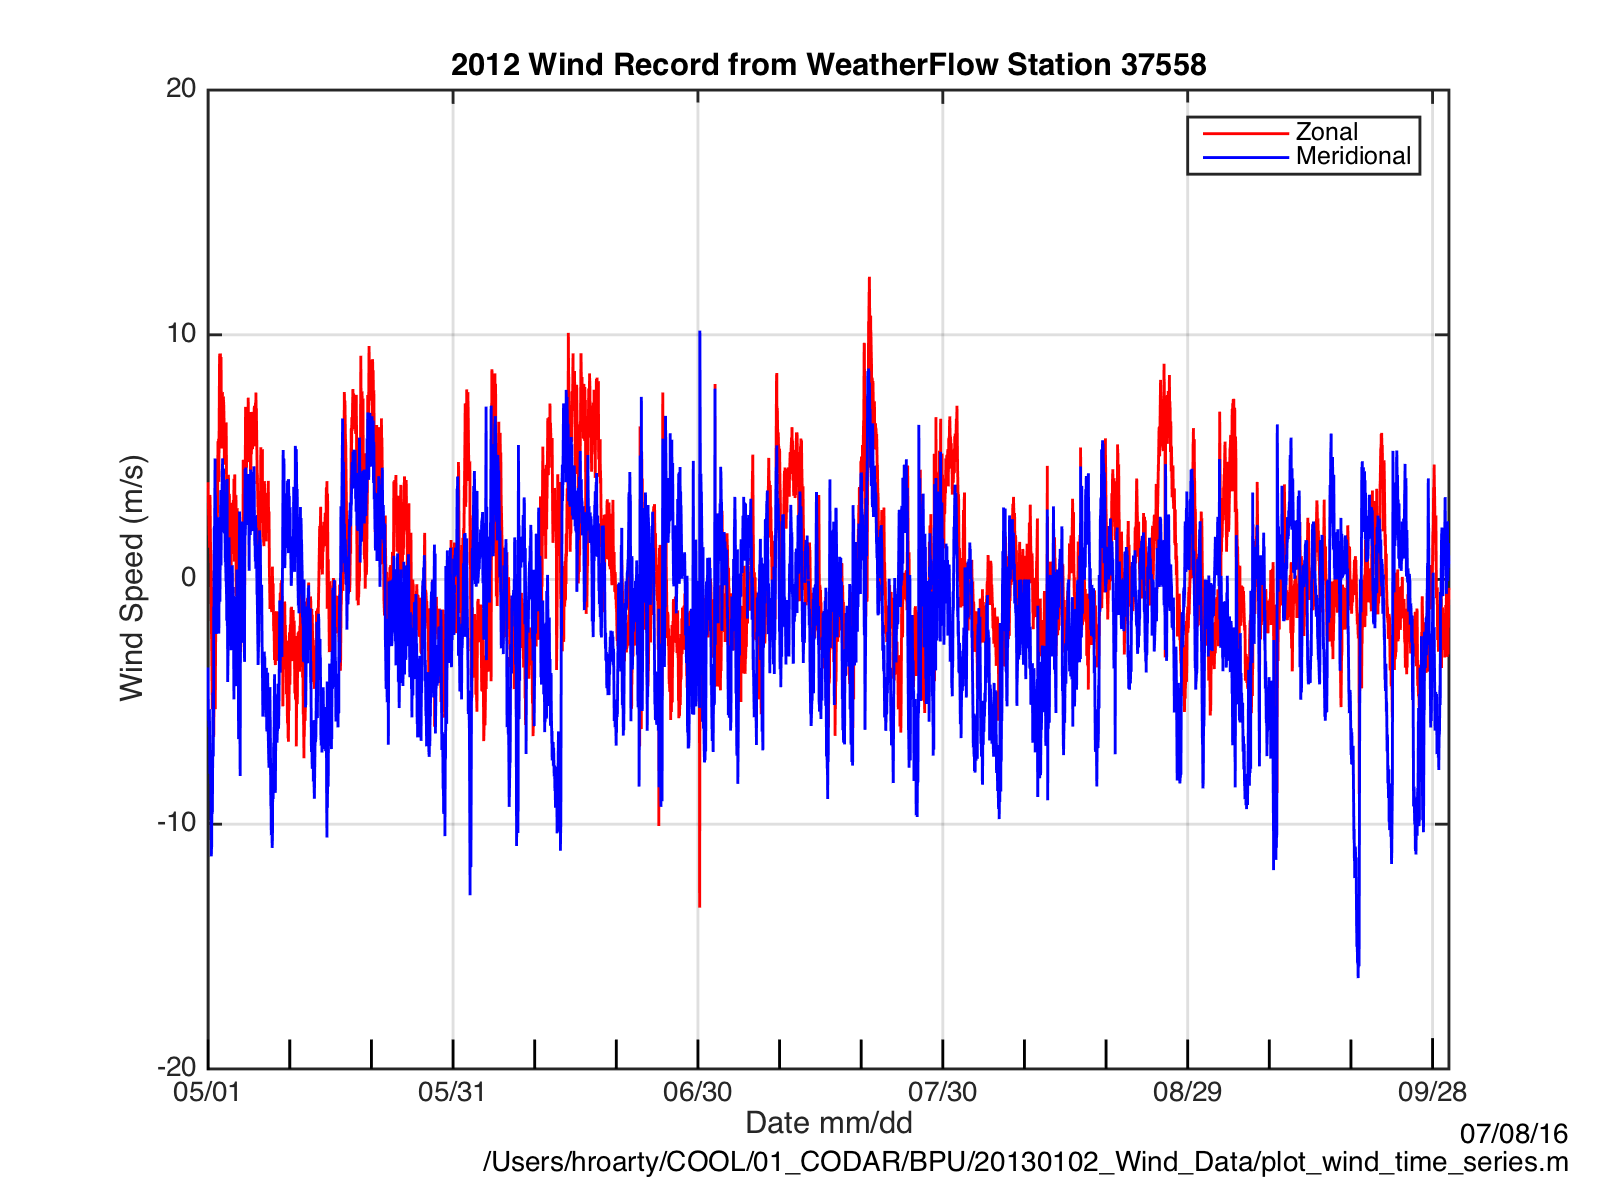 2012 Wind Record from WeatherFlow Station 37558
20
Zonal
Meridional
10
0
-10
-20
Wind Speed (m/s)
05/01 05/31 06/30 07/30 08/29 09/28
Date mm/dd
07/08/16
/Users/hroarty/COOL/01_CODAR/BPU/20130102_Wind_Data/plot_wind_time_series.m